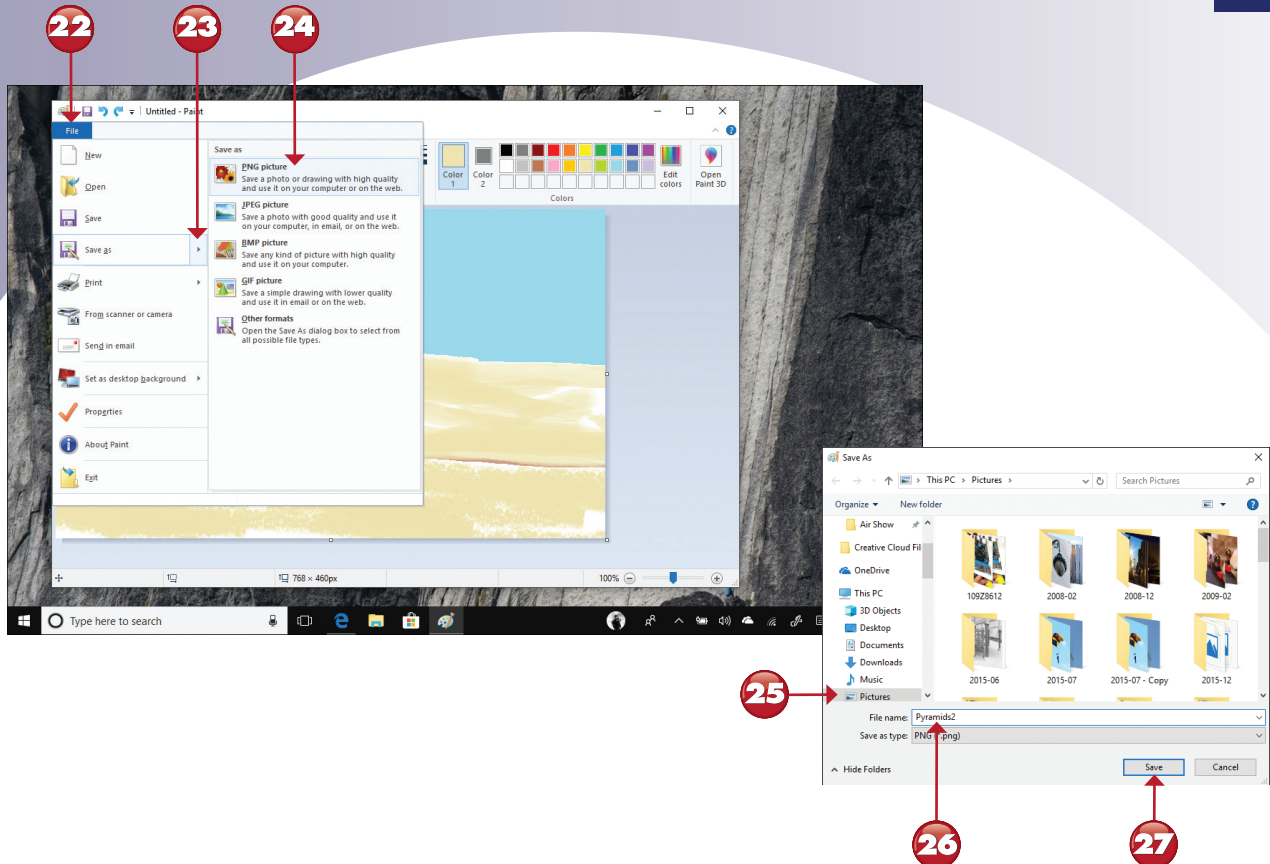 22 23 24
Untitled - Paint
File
New
Open
Save
Save as
Print
From scanner or camera
Send in email
Set as desktop background
Properties
About Paint
Exit
Save as
PNG picture
Save a photo or drawing with high quality
and use it on your computer or on the web.
JPEG picture
Save a photo with good quality and use it
on your computer, in email, or on the web.
BMP picture
Save any kind of picture with high quality
and use it on your computer.
GIF picture
Save a simple drawing with lower quality
and use it in email or on the web.
Other formats
Open the Save As dialog box to select from
all possible file types.
Color
1
Color
2
Edit
colors
Open
Paint 3D
Colors
768 × 460px
100%
Type here to search
Save As
This PC > Pictures >
Search Pictures
Organize
New folder
Air Show
Creative Cloud Fil
OneDrive
This PC
3D Objects
Desktop
Documents
Downloads
Music
Pictures
109Z8612 2008-02 2008-12 2009-02
2015-06 2015-07 2015-07 - Copy 2015-12
File name: Pyramids2
Save as type: PNG (*.png)
Hide Folders
Save
Cancel
25
26 27